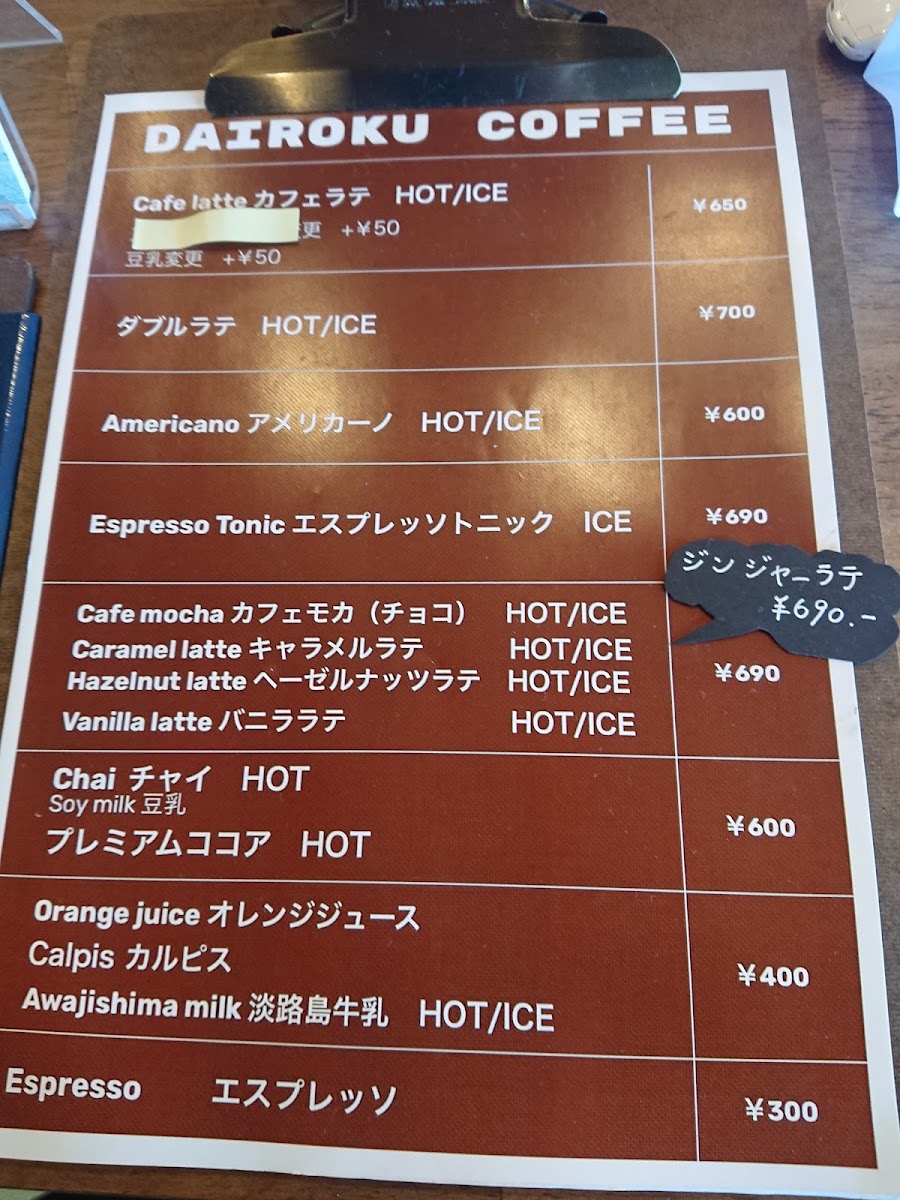 DAIROKU COFFEE
Cafe latte カフェラテ HOT/ICE ¥650
変更 +¥50
豆乳変更 +¥50
ダブルラテ HOT/ICE ¥700
Americano アメリカーノ HOT/ICE ¥600
Espresso Tonic エスプレッソトニック ICE ¥690
ジンジャーラテ
¥690.-
Cafe mocha カフェモカ（チョコ） HOT/ICE
Caramel latte キャラメルラテ HOT/ICE
Hazelnut latte ヘーゼルナッツラテ HOT/ICE
¥690
Vanilla latte バニララテ HOT/ICE
Chai チャイ HOT
Soy milk 豆乳
¥600
プレミアムココア HOT
Orange juice オレンジジュース
Calpis カルピス
¥400
Awajishima milk 淡路島牛乳 HOT/ICE
Espresso エスプレッソ ¥300